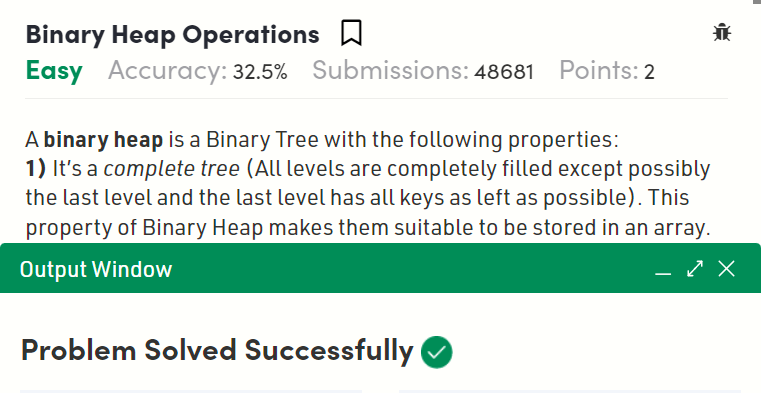 Binary Heap Operations
Easy Accuracy: 32.5% Submissions: 48681 Points: 2
A binary heap is a Binary Tree with the following properties:
1) It's a complete tree (All levels are completely filled except possibly
the last level and the last level has all keys as left as possible). This
property of Binary Heap makes them suitable to be stored in an array.
Output Window
Problem Solved Successfully